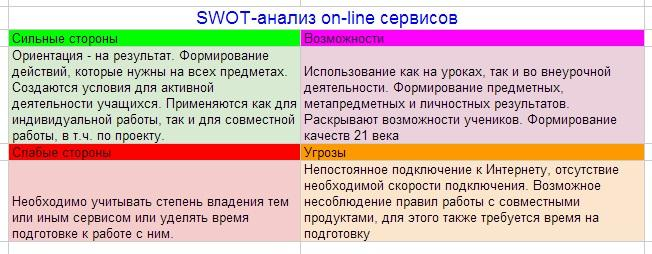 SWOT-анализ on-line сервисов
Сильные стороны
Ориентация - на результат. Формирование
действий, которые нужны на всех предметах.
Создаются условия для активной
деятельности учащихся. Применяются как для
индивидуальной работы, так и для совместной
работы, в т.ч. по проекту.
Возможности
Использование как на уроках, так и во внеурочной
деятельности. Формирование предметных,
метапредметных и личностных результатов.
Раскрывают возможности учеников. Формирование
качеств 21 века
Слабые стороны
Необходимо учитывать степень владения тем
или иным сервисом или уделять время
подготовке к работе с ним.
Угрозы
Непостоянное подключение к Интернету, отсутствие
необходимой скорости подключения. Возможное
несоблюдение правил работы с совместными
продуктами, для этого также требуется время на
подготовку